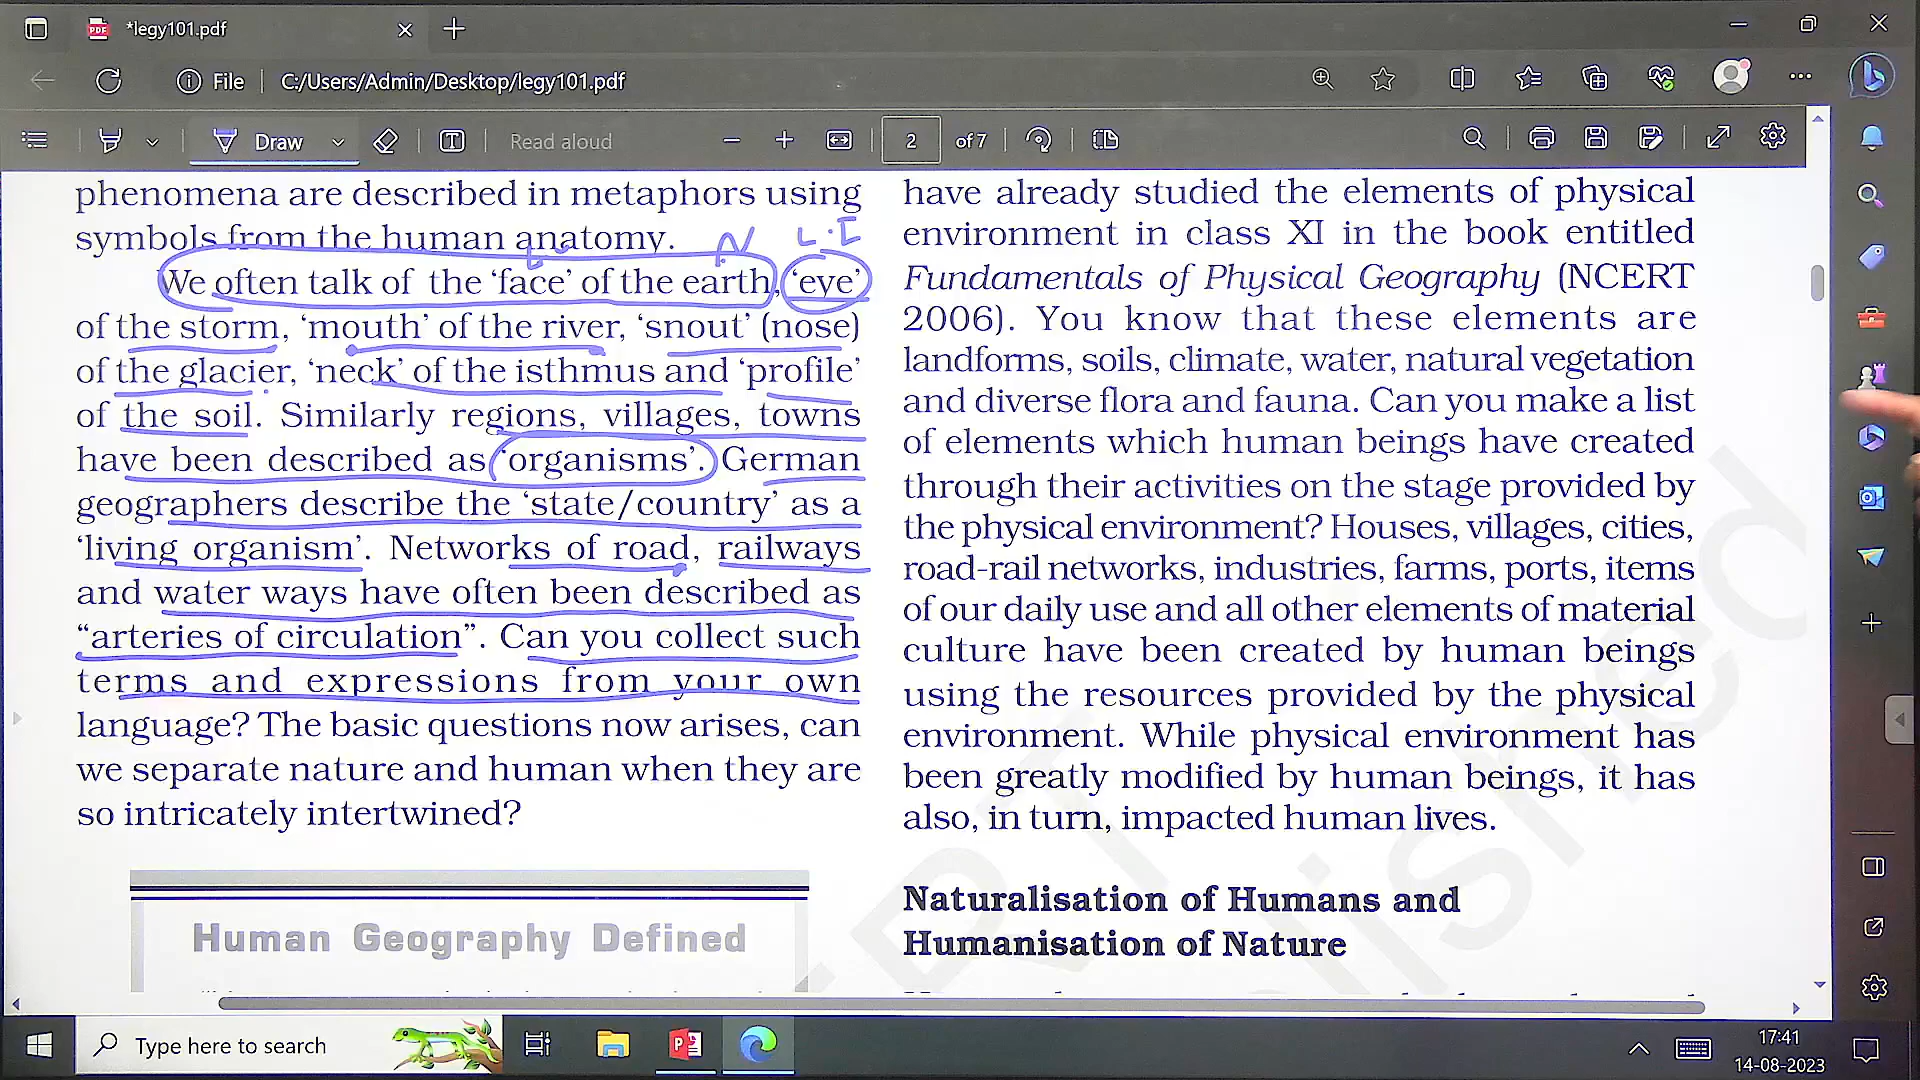 *legy101.pdf
File
C:/Users/Admin/Desktop/legy101.pdf
Draw
Read aloud
2 of 7
phenomena are described in metaphors using
symbols from the human anatomy.
We often talk of the ‘face’ of the earth, ‘eye’
of the storm, ‘mouth’ of the river, ‘snout’ (nose)
of the glacier, ‘neck’ of the isthmus and ‘profile’
of the soil. Similarly regions, villages, towns
have been described as ‘organisms’. German
geographers describe the ‘state/country’ as a
‘living organism’. Networks of road, railways
and water ways have often been described as
“arteries of circulation”. Can you collect such
terms and expressions from your own
language? The basic questions now arises, can
we separate nature and human when they are
so intricately intertwined?
Human Geography Defined
have already studied the elements of physical
environment in class XI in the book entitled
Fundamentals of Physical Geography (NCERT
2006). You know that these elements are
landforms, soils, climate, water, natural vegetation
and diverse flora and fauna. Can you make a list
of elements which human beings have created
through their activities on the stage provided by
the physical environment? Houses, villages, cities,
road-rail networks, industries, farms, ports, items
of our daily use and all other elements of material
culture have been created by human beings
using the resources provided by the physical
environment. While physical environment has
been greatly modified by human beings, it has
also, in turn, impacted human lives.
Naturalisation of Humans and
Humanisation of Nature
Type here to search
17:41
14-08-2023